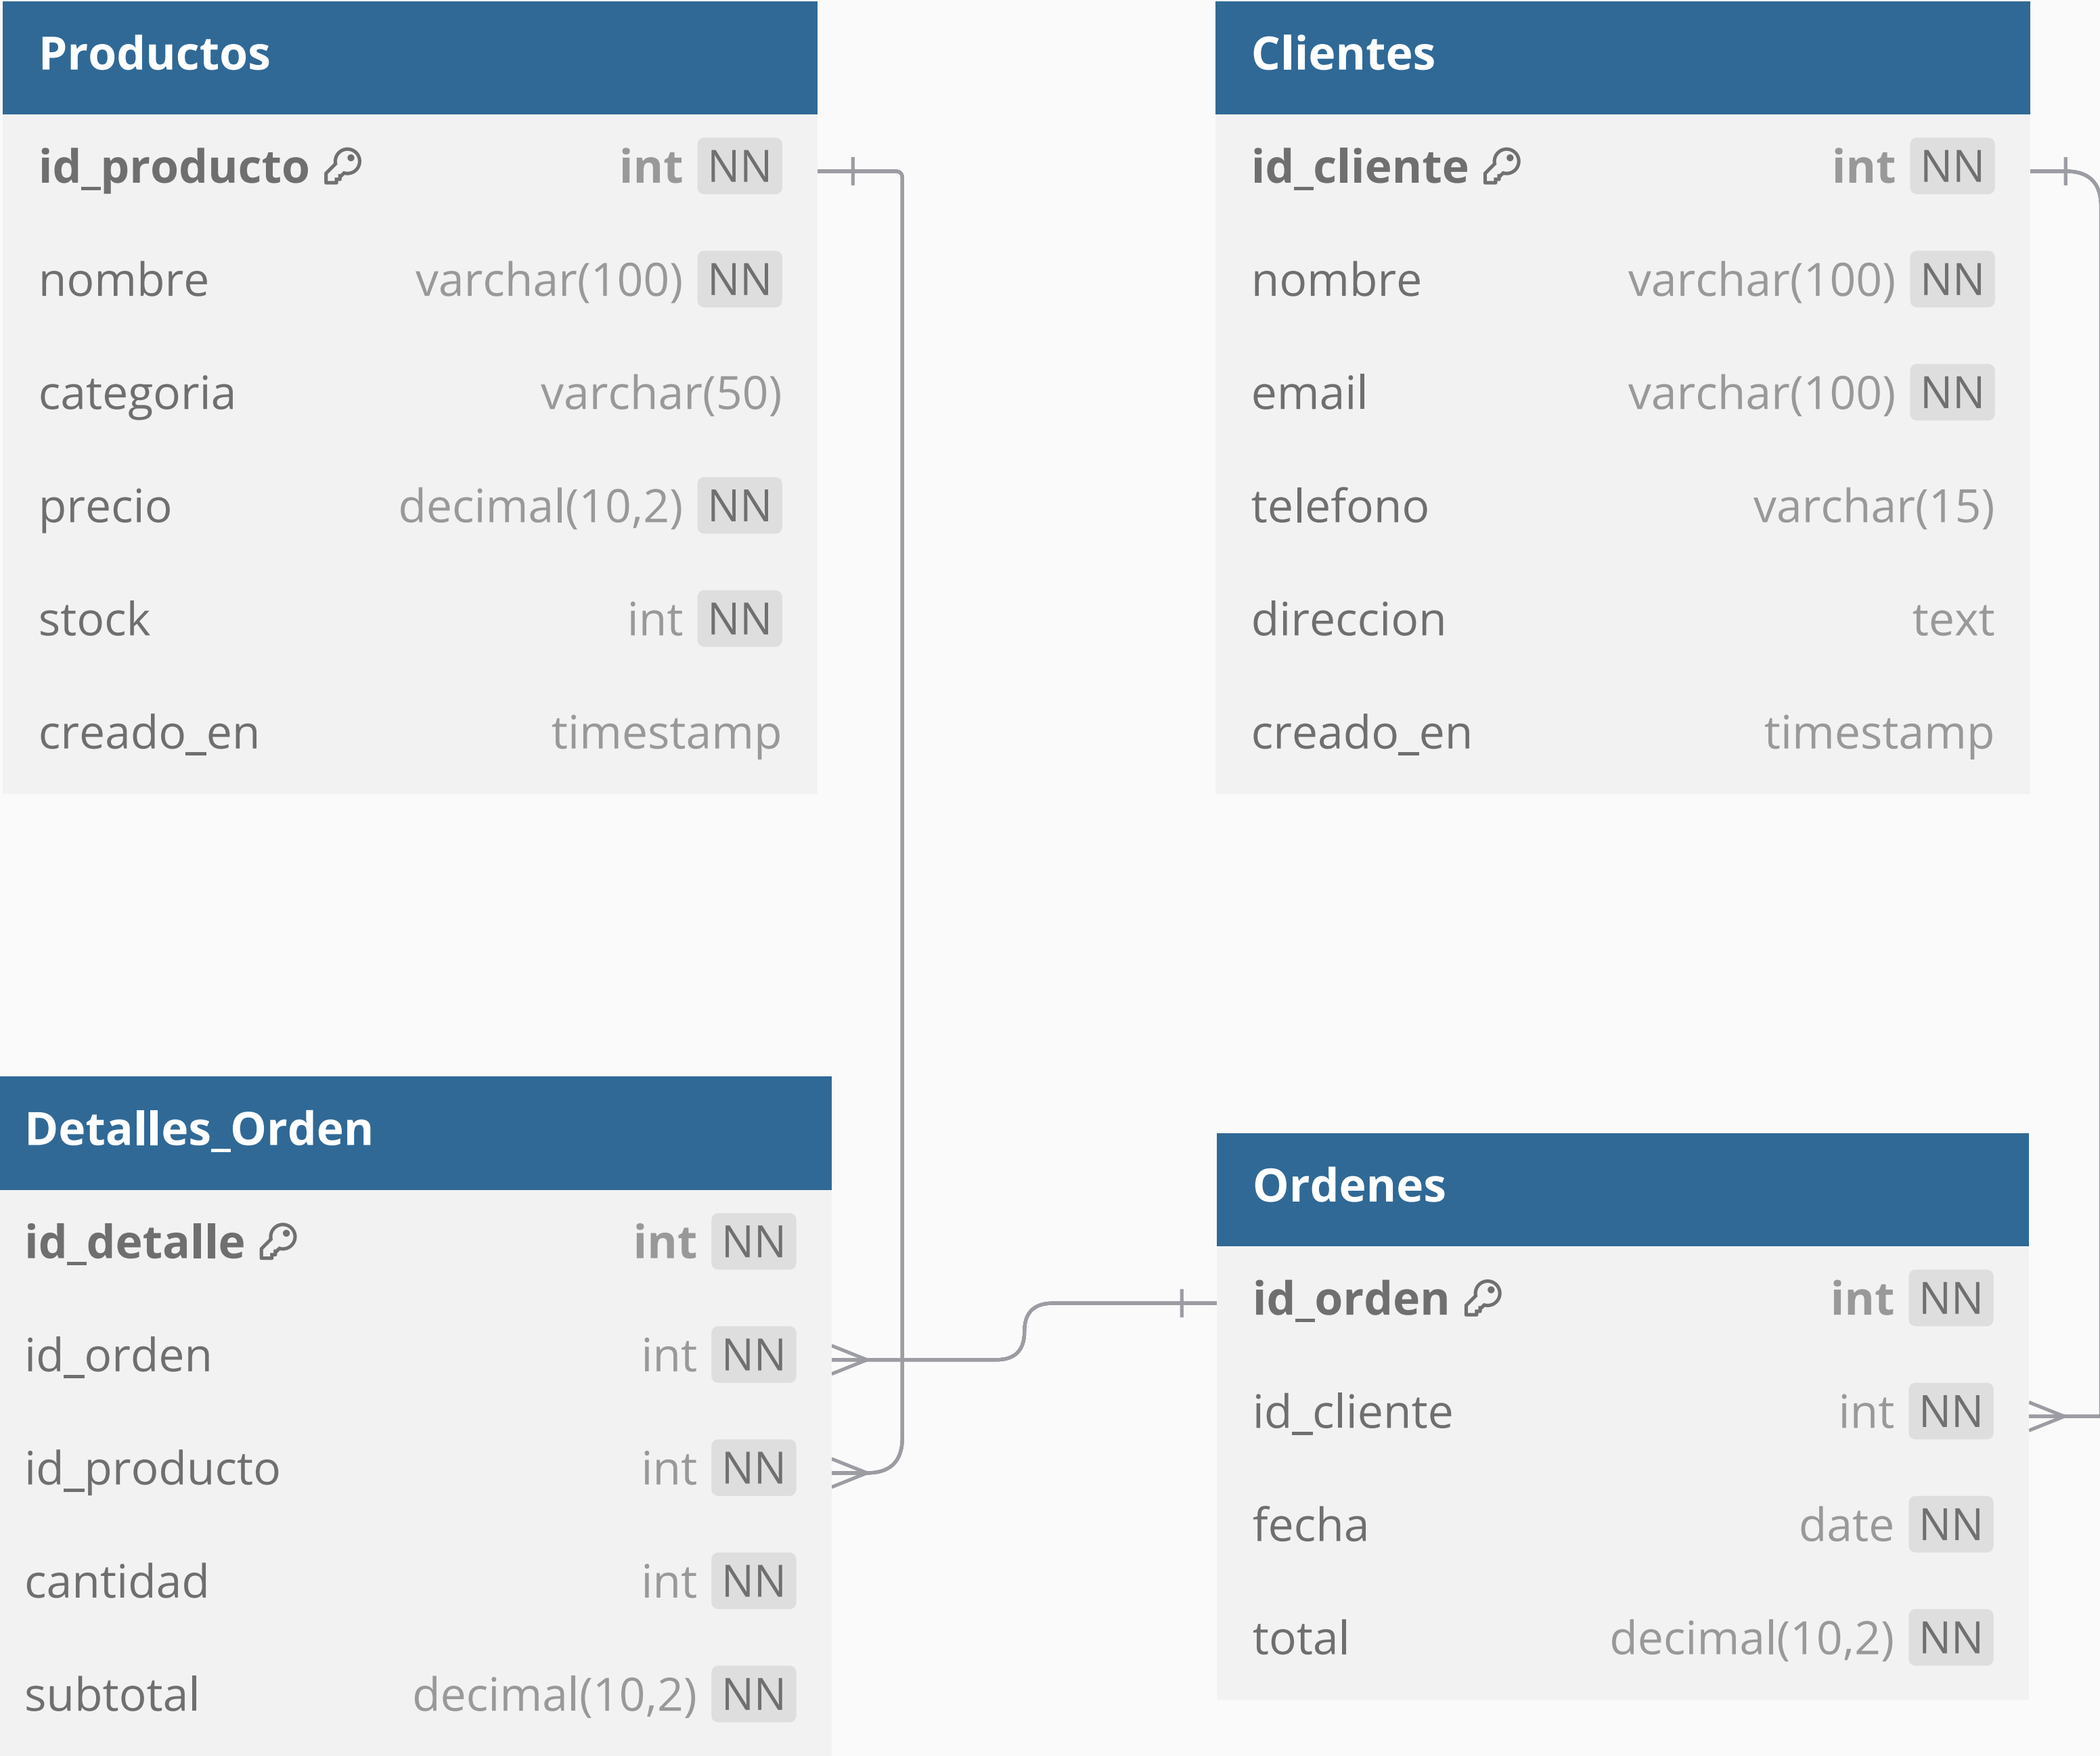 Productos
id_producto int NN
nombre varchar(100) NN
categoria varchar(50)
precio decimal(10,2) NN
stock int NN
creado_en timestamp
Clientes
id_cliente int NN
nombre varchar(100) NN
email varchar(100) NN
telefono varchar(15)
direccion text
creado_en timestamp
Detalles_Orden
id_detalle int NN
id_orden int NN
id_producto int NN
cantidad int NN
subtotal decimal(10,2) NN
Ordenes
id_orden int NN
id_cliente int NN
fecha date NN
total decimal(10,2) NN